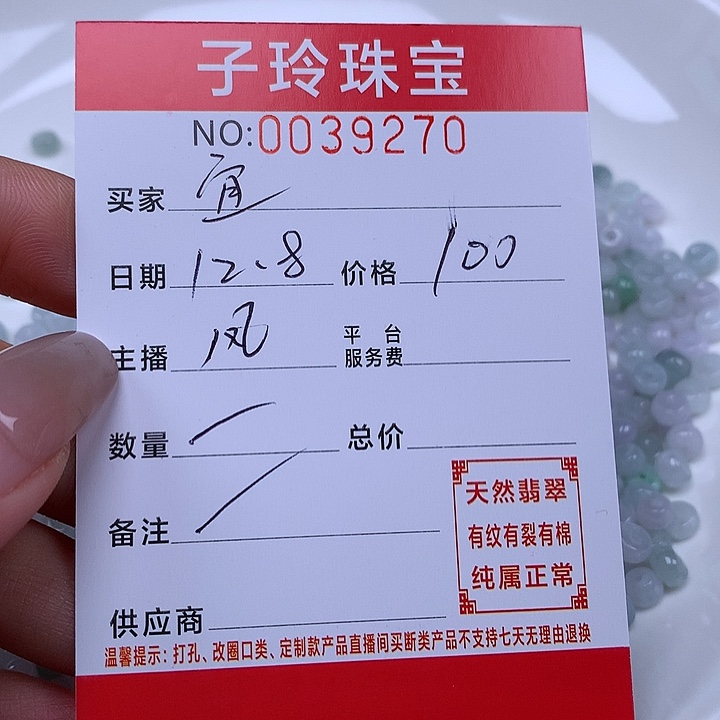 子玲珠宝
NO:0039270
买家 宜
日期 12.8 价格 100
主播 风
平台
服务费
数量 一 总价
备注
供应商
天然翡翠
有纹有裂有棉
纯属正常
温馨提示：打孔、改圈口类、定制款产品直播间买断类产品不支持七天无理由退换